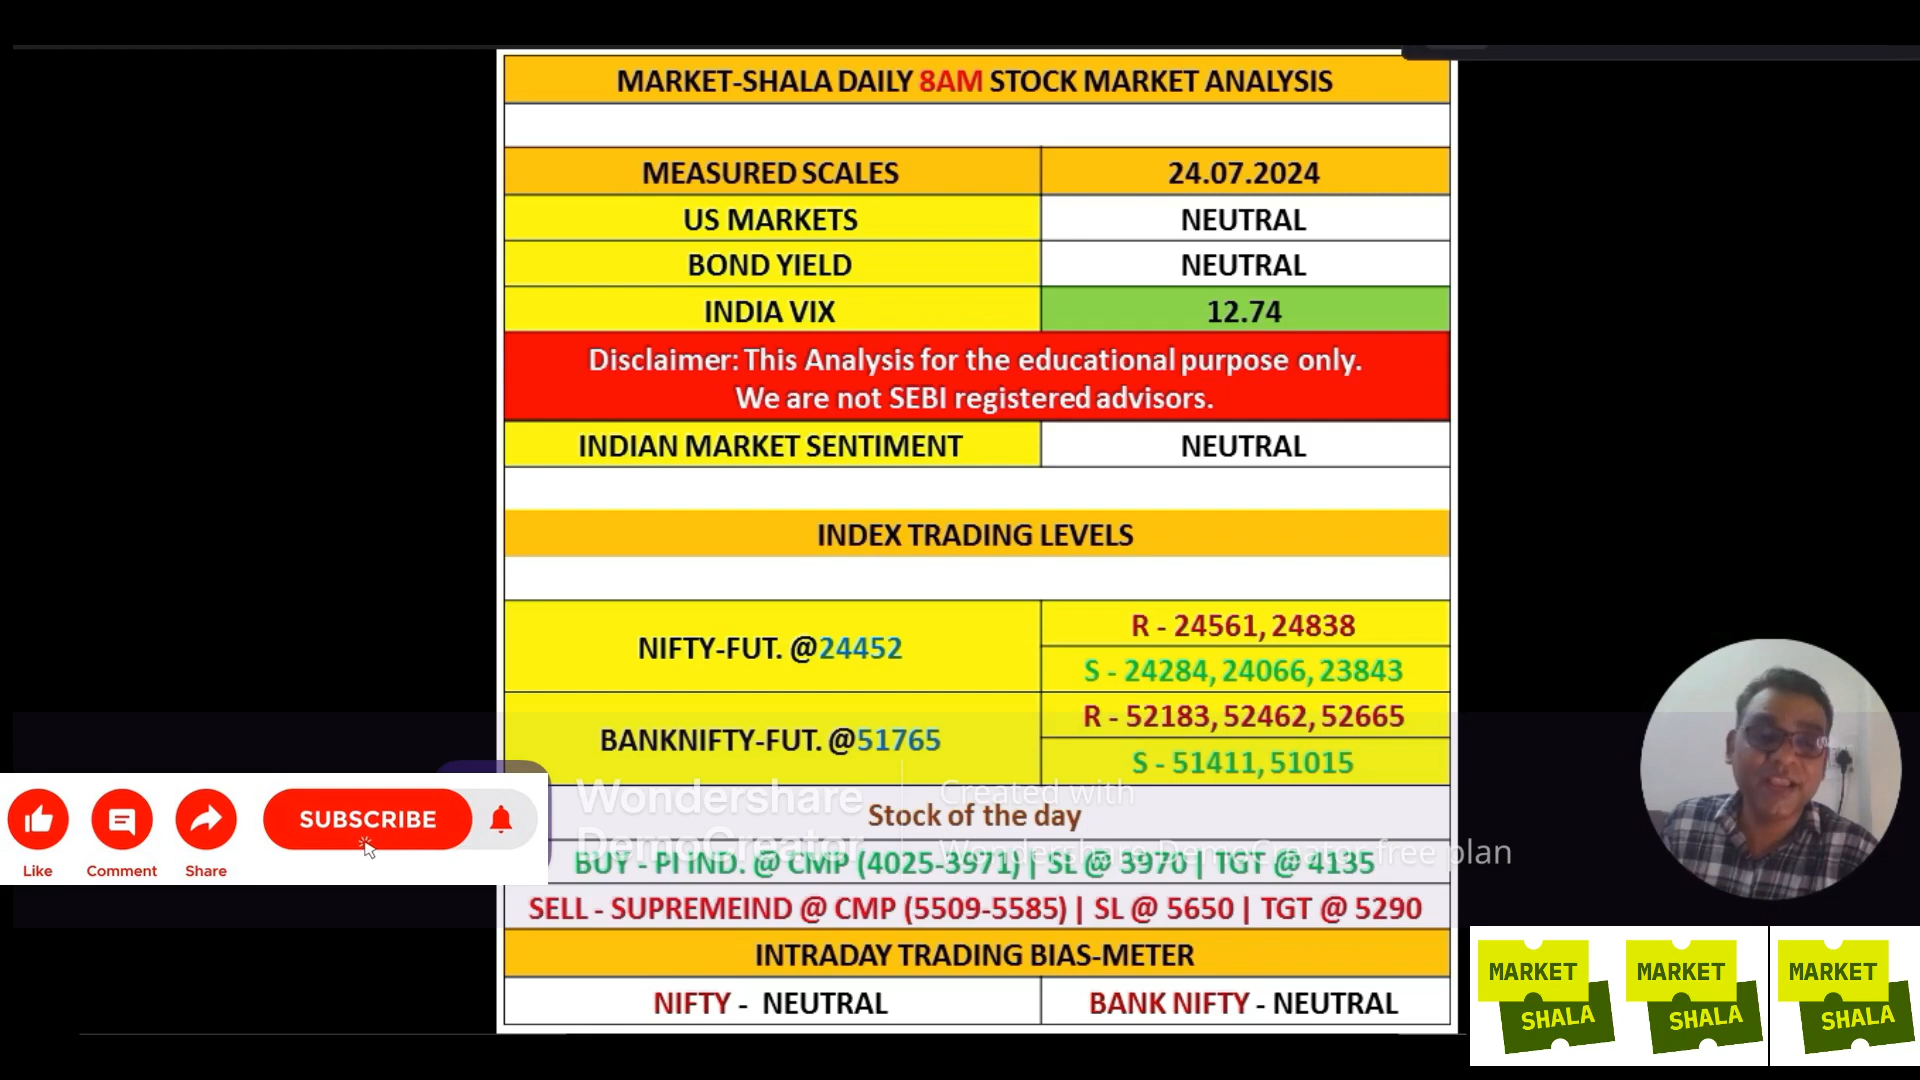 MARKET-SHALA DAILY 8AM STOCK MARKET ANALYSIS
MEASURED SCALES 24.07.2024
US MARKETS NEUTRAL
BOND YIELD NEUTRAL
INDIA VIX 12.74
Disclaimer: This Analysis for the educational purpose only.
We are not SEBI registered advisors.
INDIAN MARKET SENTIMENT NEUTRAL
INDEX TRADING LEVELS
NIFTY-FUT. @24452
R - 24561, 24838
S - 24284, 24066, 23843
BANKNIFTY-FUT. @51765
R - 52183, 52462, 52665
S - 51411, 51015
Stock of the day
BUY - PI IND. @ CMP (4025-3971) | SL @ 3970 | TGT @ 4135
SELL - SUPREMEIND @ CMP (5509-5585) | SL @ 5650 | TGT @ 5290
INTRADAY TRADING BIAS-METER
NIFTY - NEUTRAL BANK NIFTY - NEUTRAL
Wondershare
DemoCreator
Created with
Wondershare DemoCreator free plan
SUBSCRIBE
Like Comment Share
MARKET MARKET MARKET
SHALA SHALA SHALA